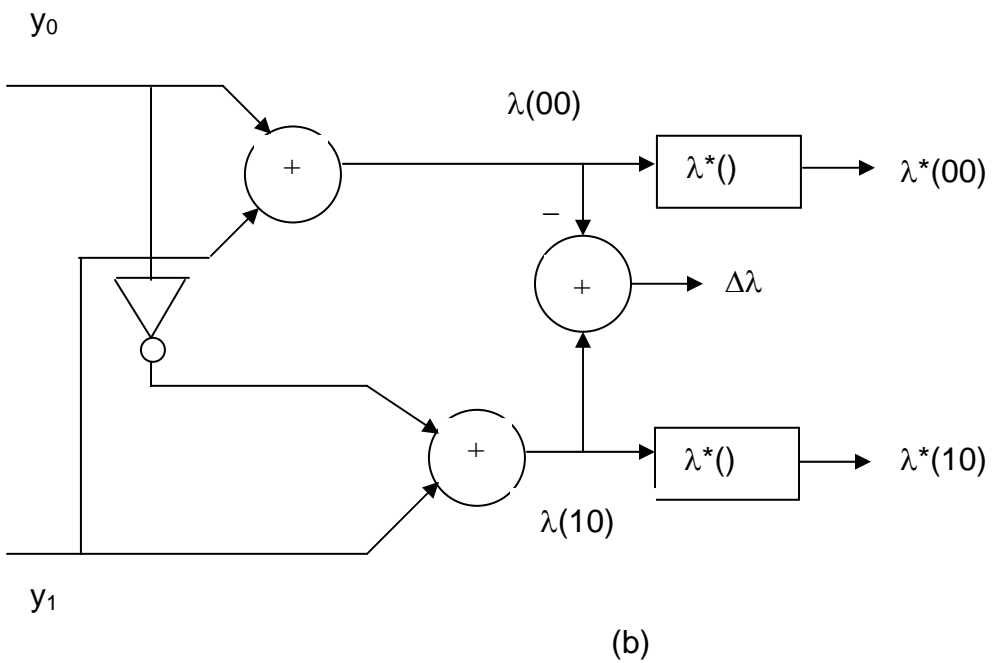 y₀
λ(00)
+
λ*()
λ*(00)
−
+
Δλ
+
λ*()
λ*(10)
λ(10)
y₁
(b)